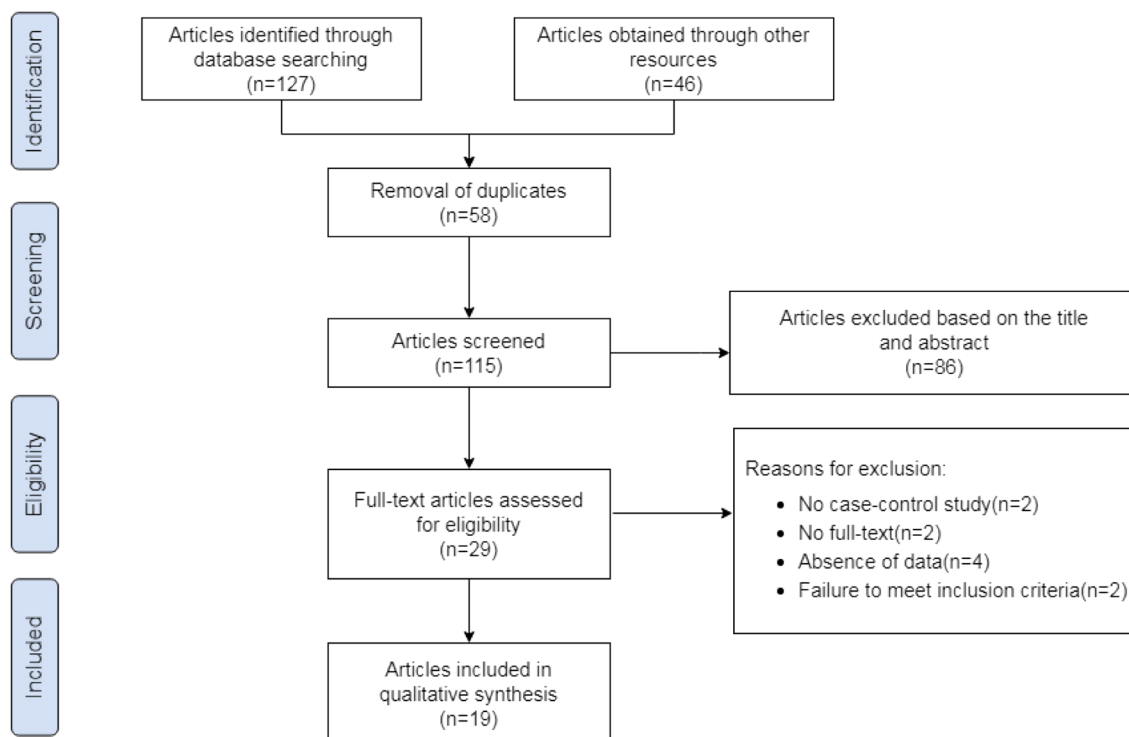 Identification
Articles identified through
database searching
(n=127)
Articles obtained through other
resources
(n=46)
Removal of duplicates
(n=58)
Screening
Articles screened
(n=115)
Articles excluded based on the title
and abstract
(n=86)
Eligibility
Full-text articles assessed
for eligibility
(n=29)
Reasons for exclusion:
• No case-control study(n=2)
• No full-text(n=2)
• Absence of data(n=4)
• Failure to meet inclusion criteria(n=2)
Included
Articles included in
qualitative synthesis
(n=19)